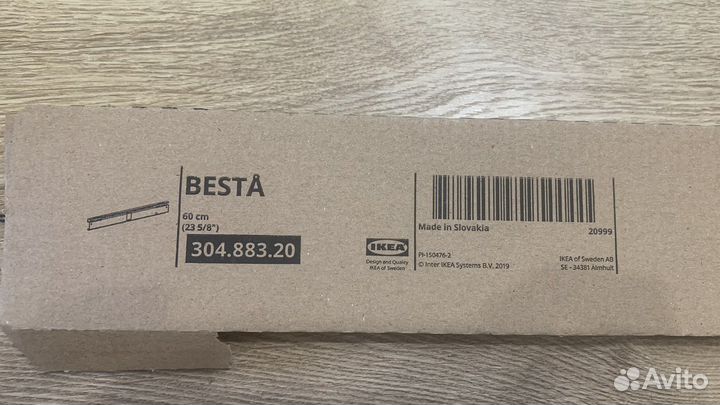 BESTÅ
60 cm
(23 5/8")
304.883.20
IKEA
Design and Quality
IKEA of Sweden
Made in Slovakia
20999
PI-150476-2
© Inter IKEA Systems B.V. 2019
IKEA of Sweden AB
SE - 34381 Älmhult
Avito